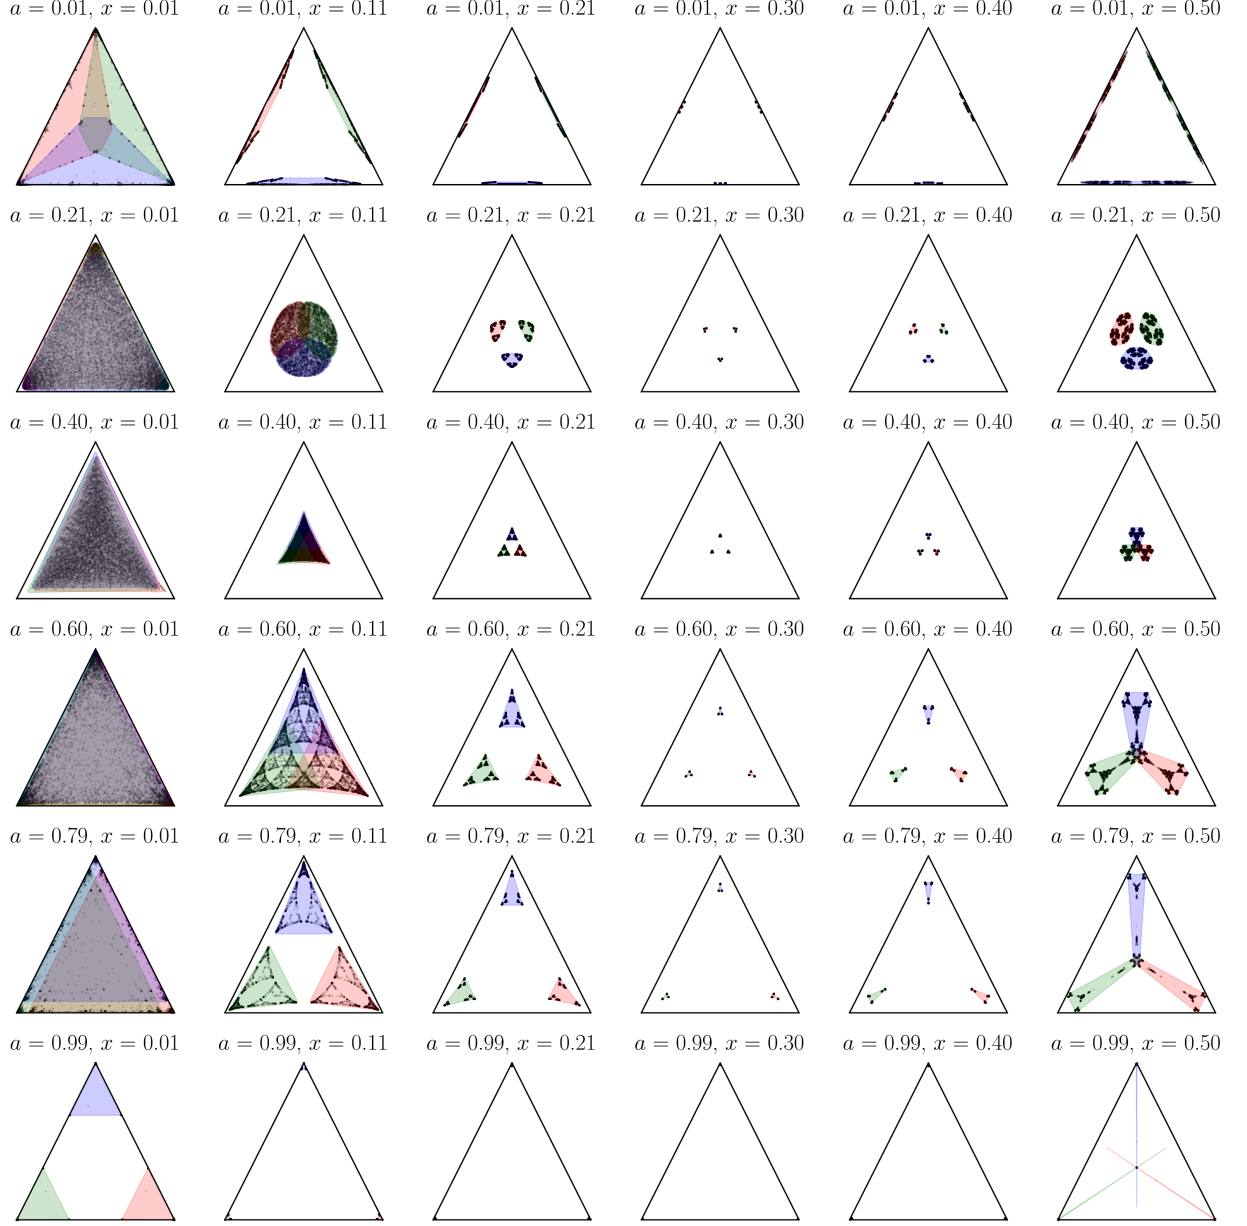 a = 0.01, x = 0.01 a = 0.01, x = 0.11 a = 0.01, x = 0.21 a = 0.01, x = 0.30 a = 0.01, x = 0.40 a = 0.01, x = 0.50
a = 0.21, x = 0.01 a = 0.21, x = 0.11 a = 0.21, x = 0.21 a = 0.21, x = 0.30 a = 0.21, x = 0.40 a = 0.21, x = 0.50
a = 0.40, x = 0.01 a = 0.40, x = 0.11 a = 0.40, x = 0.21 a = 0.40, x = 0.30 a = 0.40, x = 0.40 a = 0.40, x = 0.50
a = 0.60, x = 0.01 a = 0.60, x = 0.11 a = 0.60, x = 0.21 a = 0.60, x = 0.30 a = 0.60, x = 0.40 a = 0.60, x = 0.50
a = 0.79, x = 0.01 a = 0.79, x = 0.11 a = 0.79, x = 0.21 a = 0.79, x = 0.30 a = 0.79, x = 0.40 a = 0.79, x = 0.50
a = 0.99, x = 0.01 a = 0.99, x = 0.11 a = 0.99, x = 0.21 a = 0.99, x = 0.30 a = 0.99, x = 0.40 a = 0.99, x = 0.50